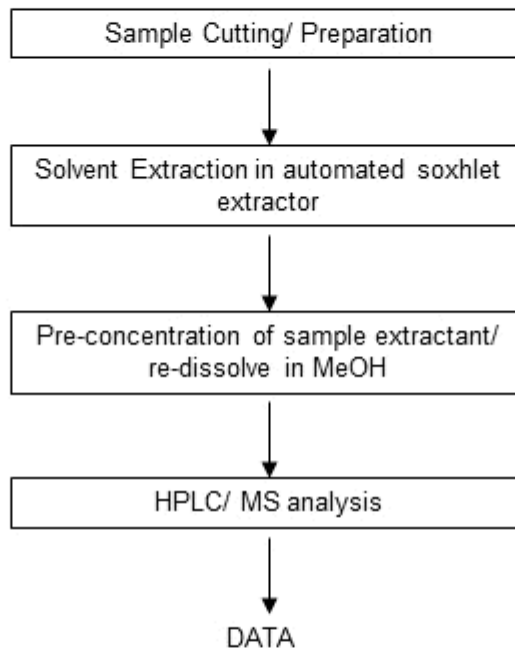 Sample Cutting/ Preparation
Solvent Extraction in automated soxhlet
extractor
Pre-concentration of sample extractant/
re-dissolve in MeOH
HPLC/ MS analysis
DATA